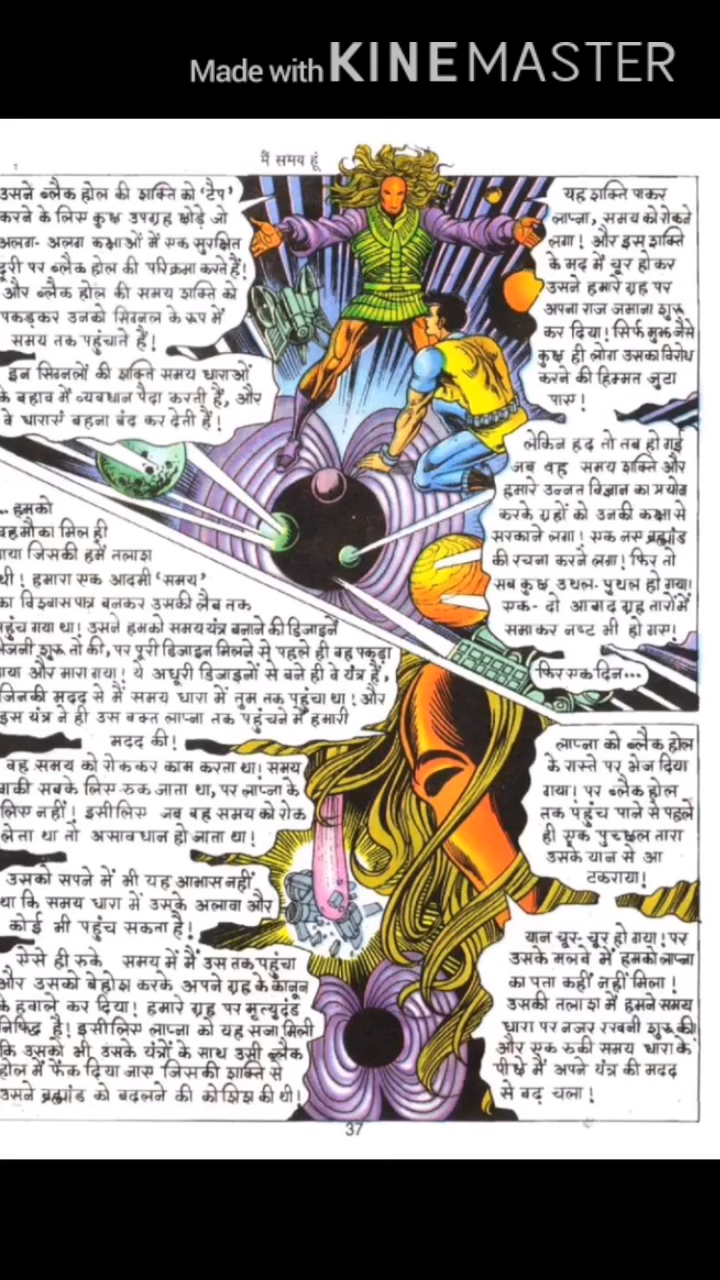 Made with KINEMASTER
मैं समय हूं
उसने ब्लैक होल की शक्ति को 'टैप'
करने के लिए कुछ उपग्रह छोड़े जो
अलग- अलग कक्षाओं में एक सुरक्षित
दूरी पर ब्लैक होल की परिक्रमा करते हैं!
और ब्लैक होल की समय शक्ति को
पकड़कर उनको सिग्नल के रूप में
समय तक पहुंचाते हैं!
इन सिग्नलों की शक्ति समय धाराओं
के बहाव में व्यवधान पैदा करती हैं, और
वे धाराएं बहना बंद कर देती हैं!
यह शक्ति पाकर
लाप्ना, समय को रोकने
लगा! और इस शक्ति
के मद में चूर हो कर
उसने हमारे ग्रह पर
अपना राज जमाना शुरू
कर दिया! सिर्फ मुझ जैसे
कुछ ही लोग उसका विरोध
करने की हिम्मत जुटा
पाए!
लेकिन हद तो तब हो गई
जब वह समय शक्ति और
हमारे उन्नत विज्ञान का प्रयोग
करके ग्रहों को उनकी कक्षा से
सरकाने लगा! एक नए ब्रह्मांड
की रचना करने लगा! फिर तो
सब कुछ उथल- पुथल हो गया!
एक- दो आबाद ग्रह तारों में
समा कर नष्ट भी हो गए!
फिर एक दिन...
... हमको
वह मौका मिल ही
गया जिसकी हमें तलाश
थी! हमारा एक आदमी 'समय'
का विश्वासपात्र बनकर उसकी लैब तक
पहुंच गया था! उसने हमको समय यंत्र बनाने की डिजाइनें
भेजनी शुरू तो की, पर पूरी डिजाइन मिलने से पहले ही वह पकड़ा
गया और मारा गया! ये अधूरी डिजाइनों से बने ही वे यंत्र हैं,
जिनकी मदद से मैं समय धारा में तुम तक पहुंचा था! और
इस यंत्र ने ही उस वक्त लाप्ना तक पहुंचने में हमारी
मदद की!
वह समय को रोककर काम करता था! समय
बाकी सबके लिए रुक जाता था, पर लाप्ना के
लिए नहीं! इसीलिए जब वह समय को रोक
लेता था तो असावधान हो जाता था!
उसको सपने में भी यह आभास नहीं
था कि समय धारा में उसके अलावा और
कोई भी पहुंच सकता है!
ऐसे ही रुके समय में मैं उस तक पहुंचा
और उसको बेहोश करके अपने ग्रह के कानून
के हवाले कर दिया! हमारे ग्रह पर मृत्युदंड
निषिद्ध है! इसीलिए लाप्ना को यह सजा मिली
कि उसको भी उसके यंत्रों के साथ उसी ब्लैक
होल में फेंक दिया जाए जिसकी शक्ति से
उसने ब्रह्मांड को बदलने की कोशिश की थी!
लाप्ना को ब्लैक होल
के रास्ते पर भेज दिया
गया! पर ब्लैक होल
तक पहुंच पाने से पहले
ही एक पुच्छल तारा
उसके यान से आ
टकराया!
यान चूर- चूर हो गया! पर
उसके मलबे में हमको लाप्ना
का पता कहीं नहीं मिला!
उसकी तलाश में हमने समय
धारा पर नजर रखनी शुरू की
और एक रुकी समय धारा के
पीछे मैं अपने यंत्र की मदद
से बढ़ चला!
37